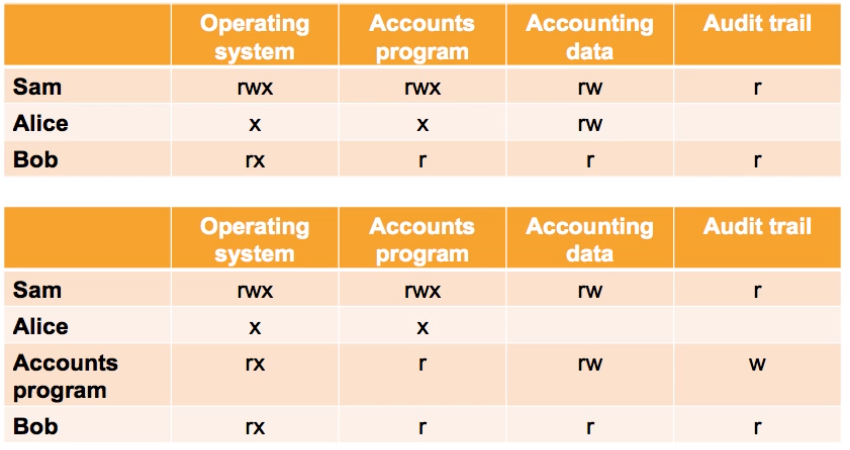 Operating system Accounts program Accounting data Audit trail
Sam rwx rwx rw r
Alice x x rw
Bob rx r r r
Operating system Accounts program Accounting data Audit trail
Sam rwx rwx rw r
Alice x x
Accounts program rx r rw w
Bob rx r r r